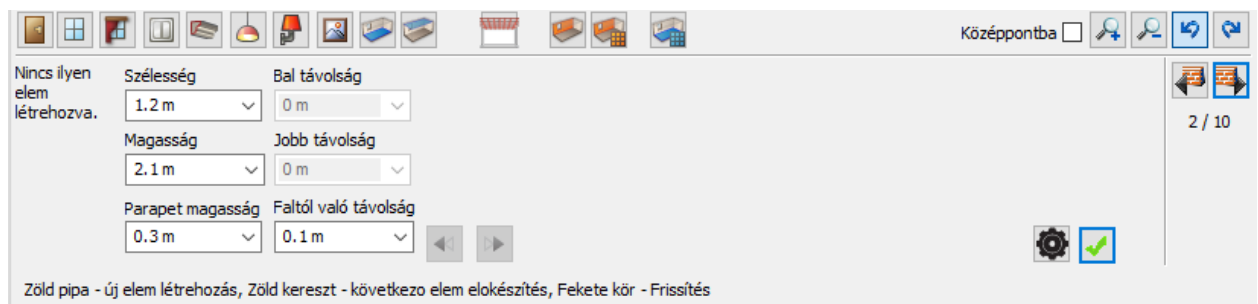 Középpontba
Nincs ilyen
elem
létrehozva.
Szélesség
Bal távolság
1.2 m
0 m
2 / 10
Magasság
Jobb távolság
2.1 m
0 m
Parapet magasság
Faltól való távolság
0.3 m
0.1 m
Zöld pipa - új elem létrehozás, Zöld kereszt - következo elem elokészítés, Fekete kör - Frissítés